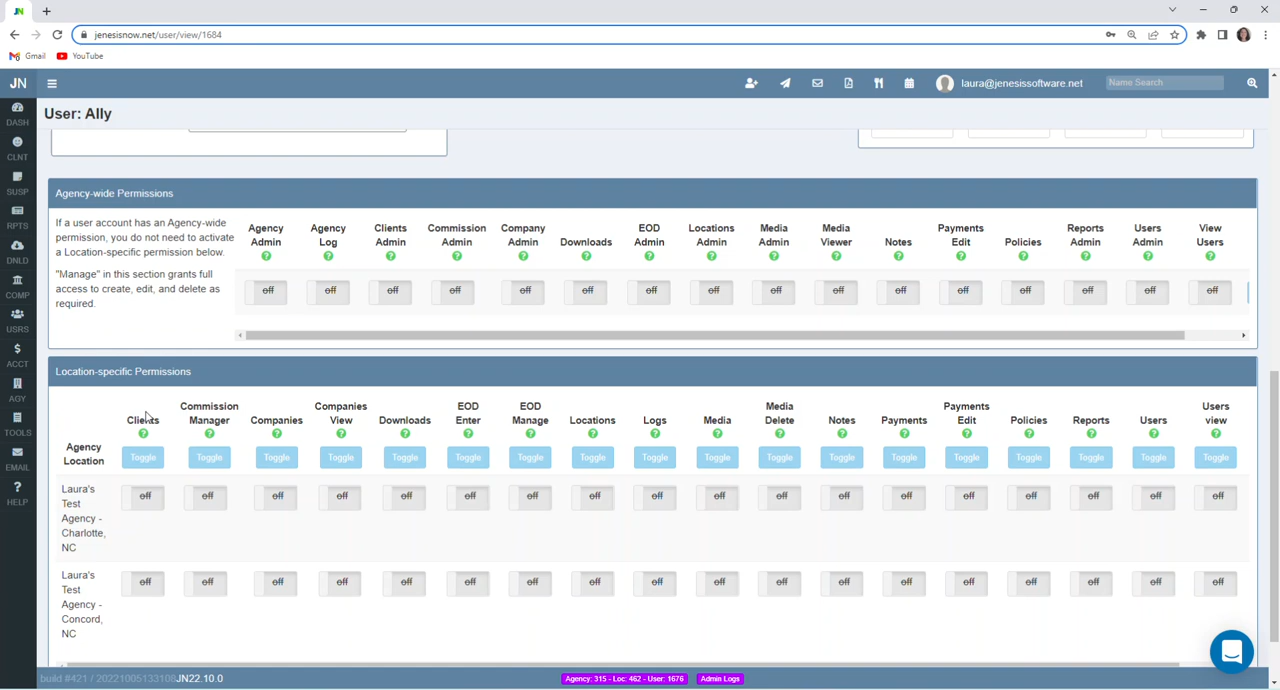 JN
jenesisnow.net/user/view/1684
Gmail
YouTube
JN
laura@jenesissoftware.net
Name Search
DASH
CLNT
SUSP
RPTS
DNLD
COMP
USRS
ACCT
AGY
TOOLS
EMAIL
HELP
User: Ally
Agency-wide Permissions
If a user account has an Agency-wide
permission, you do not need to activate
a Location-specific permission below.
"Manage" in this section grants full
access to create, edit, and delete as
required.
Agency Admin
Agency Log
Clients Admin
Commission Admin
Company Admin
Downloads
EOD Admin
Locations Admin
Media Admin
Media Viewer
Notes
Payments Edit
Policies
Reports Admin
Users Admin
View Users
? ? ? ? ? ? ? ? ? ? ? ? ? ? ? ?
off off off off off off off off off off off off off off off off
Location-specific Permissions
Agency Location
Clients
Commission Manager
Companies
Companies View
Downloads
EOD Enter
EOD Manage
Locations
Logs
Media
Media Delete
Notes
Payments
Payments Edit
Policies
Reports
Users
Users view
? ? ? ? ? ? ? ? ? ? ? ? ? ? ? ? ? ?
Toggle Toggle Toggle Toggle Toggle Toggle Toggle Toggle Toggle Toggle Toggle Toggle Toggle Toggle Toggle Toggle Toggle Toggle
Laura's
Test
Agency -
Charlotte,
NC
off off off off off off off off off off off off off off off off off off
Laura's
Test
Agency -
Concord,
NC
off off off off off off off off off off off off off off off off off off
build #421 / 20221005133108 JN22.10.0
Agency: 315 - Loc: 462 - User: 1676
Admin Logs